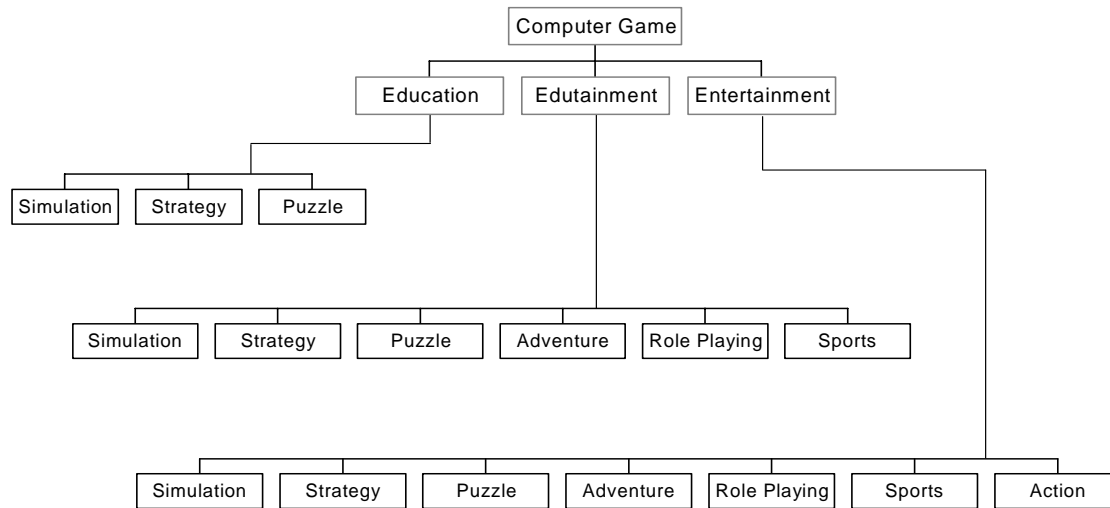 Computer Game
Education Edutainment Entertainment
Simulation Strategy Puzzle
Simulation Strategy Puzzle Adventure Role Playing Sports
Simulation Strategy Puzzle Adventure Role Playing Sports Action